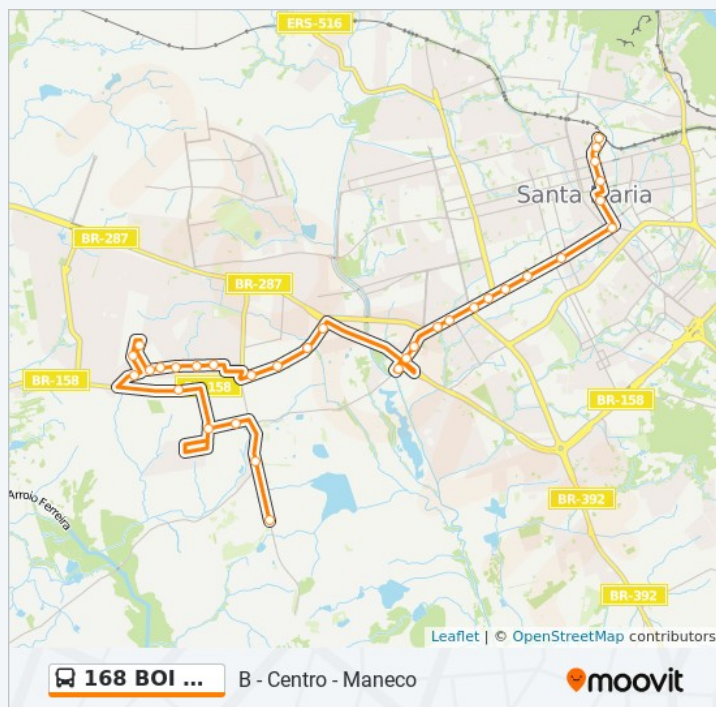 ERS-516
Santa Maria
BR-287
BR-287
BR-158
BR-158
BR-158
Arroio Ferreira
BR-392
BR-392
Leaflet | © OpenStreetMap contributors
168 BOI ... B - Centro - Maneco moovit